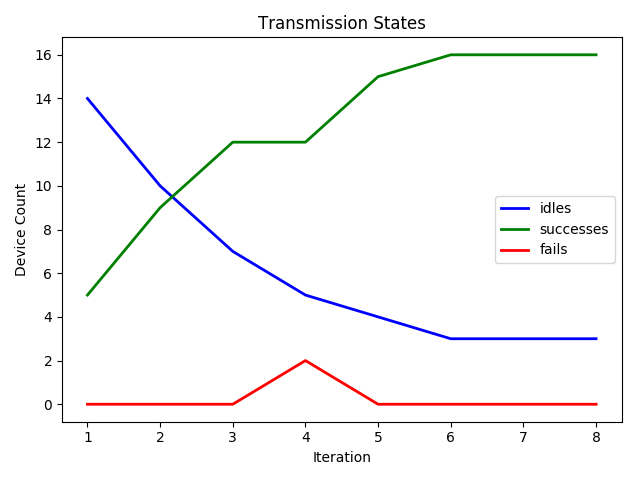 Transmission States
Device Count
16
14
12
10
8
6
4
2
0
idles
successes
fails
1 2 3 4 5 6 7 8
Iteration